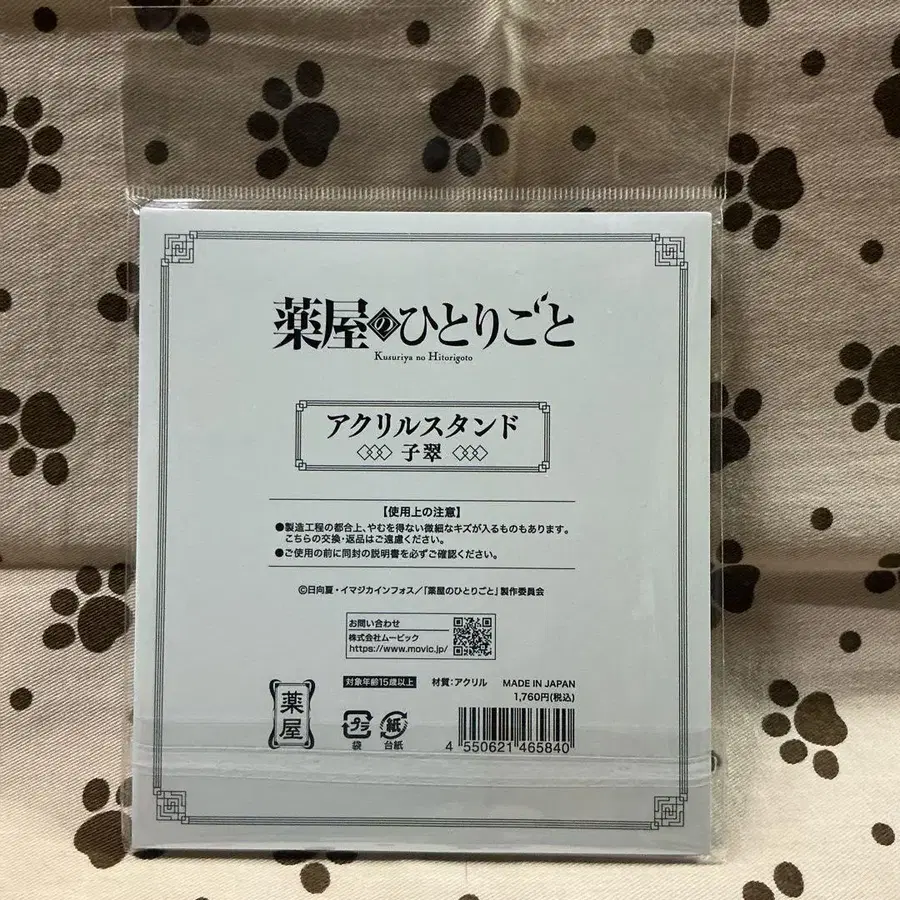 薬屋のひとりごと
Kusuriya no Hitorigoto
アクリルスタンド
子翠
【使用上の注意】
●製造工程の都合上、やむを得ない微細なキズが入るものもあります。
こちらの交換・返品はご遠慮ください。
●ご使用の前に同封の説明書を必ずご確認ください。
©日向夏・イマジカインフォス/「薬屋のひとりごと」製作委員会
お問い合わせ
株式会社ムービック
https://www.movic.jp/
対象年齢15歳以上 材質:アクリル MADE IN JAPAN
1,760円(税込)
薬屋
プラ 紙
袋 台紙
4 550621 465840